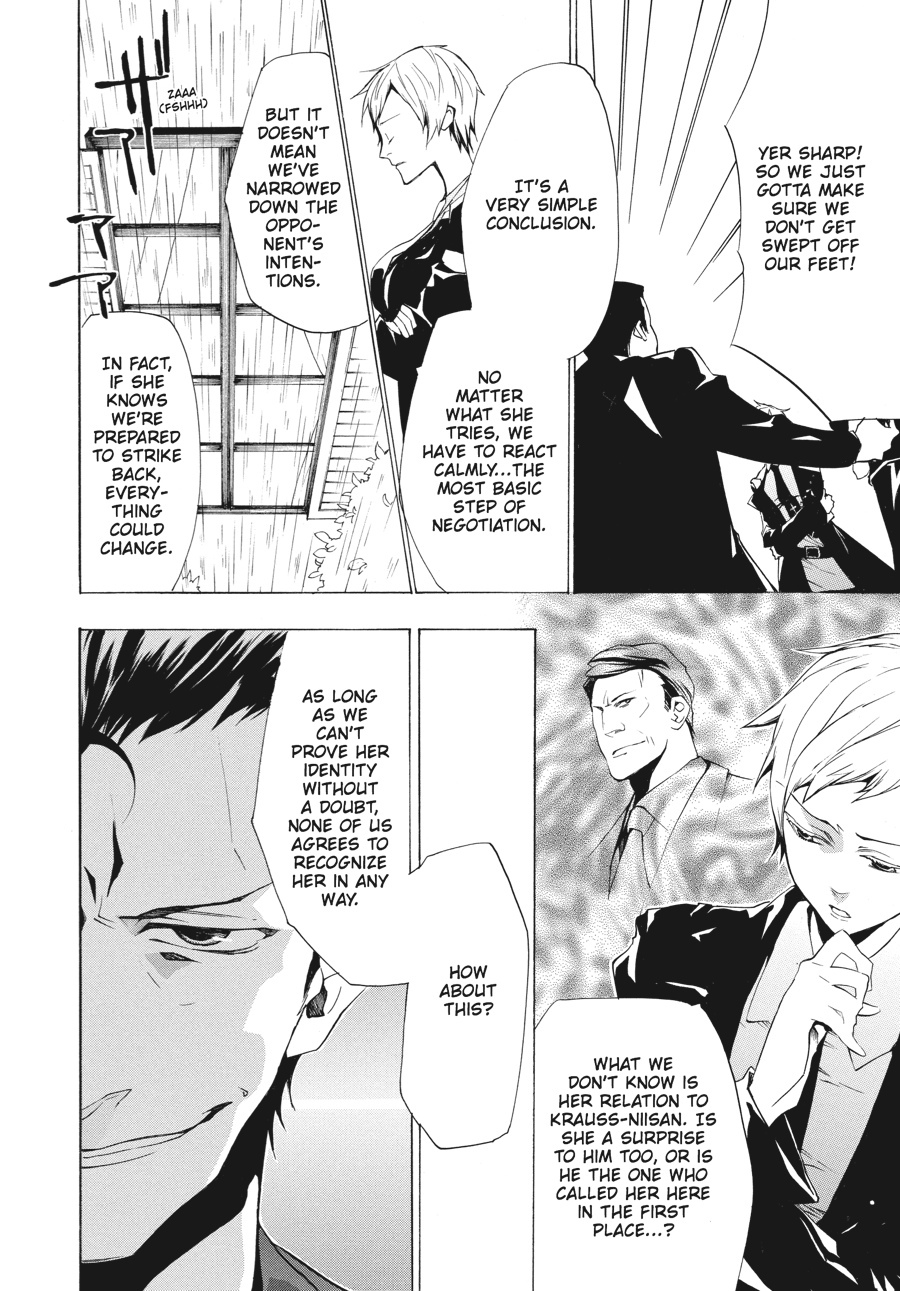 YER SHARP!
SO WE JUST
GOTTA MAKE
SURE WE
DON'T GET
SWEPT OFF
OUR FEET!
IT'S A
VERY SIMPLE
CONCLUSION.
NO
MATTER
WHAT SHE
TRIES, WE
HAVE TO REACT
CALMLY...THE
MOST BASIC
STEP OF
NEGOTIATION.
BUT IT
DOESN'T
MEAN
WE'VE
NARROWED
DOWN THE
OPPO-
NENT'S
INTEN-
TIONS.
ザァァ
ZAAA
(FSHHH)
IN FACT,
IF SHE
KNOWS
WE'RE
PREPARED
TO STRIKE
BACK,
EVERY-
THING
COULD
CHANGE.
WHAT WE
DON'T KNOW IS
HER RELATION TO
KRAUSS-NIISAN. IS
SHE A SURPRISE
TO HIM TOO, OR IS
HE THE ONE WHO
CALLED HER HERE
IN THE FIRST
PLACE...?
HOW
ABOUT
THIS?
AS LONG
AS WE
CAN'T
PROVE HER
IDENTITY
WITHOUT
A DOUBT,
NONE OF US
AGREES TO
RECOGNIZE
HER IN ANY
WAY.